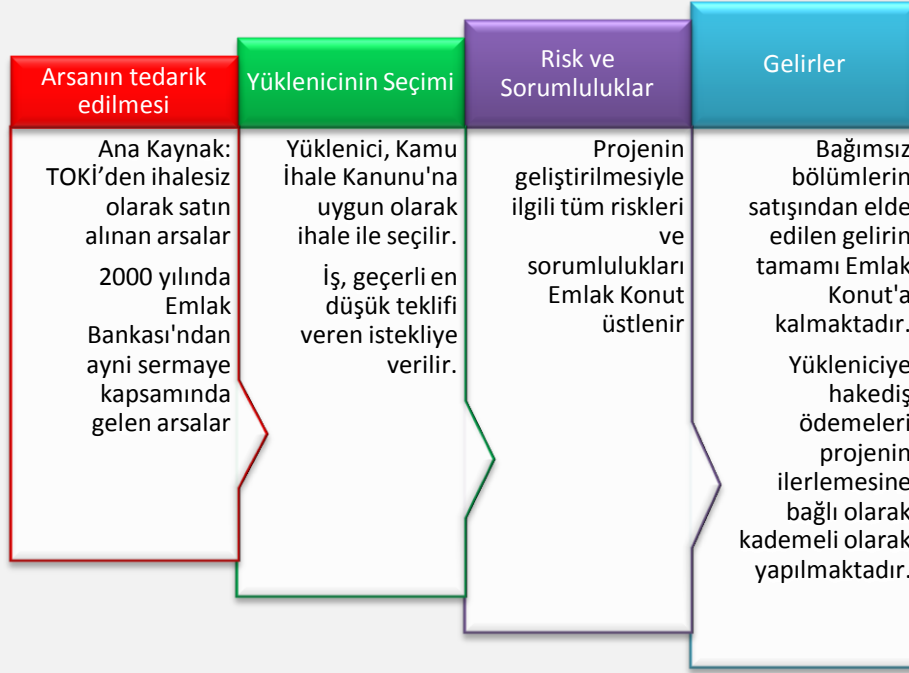 Arsanın tedarik
edilmesi
Ana Kaynak:
TOKİ’den ihalesiz
olarak satın
alınan arsalar
2000 yılında
Emlak
Bankası'ndan
ayni sermaye
kapsamında
gelen arsalar
Yüklenicinin Seçimi
Yüklenici, Kamu
İhale Kanunu'na
uygun olarak
ihale ile seçilir.
İş, geçerli en
düşük teklifi
veren istekliye
verilir.
Risk ve
Sorumluluklar
Projenin
geliştirilmesiyle
ilgili tüm riskleri
ve
sorumlulukları
Emlak Konut
üstlenir
Gelirler
Bağımsız
bölümlerin
satışından elde
edilen gelirin
tamamı Emlak
Konut'a
kalmaktadır.
Yükleniciye
hakediş
ödemeleri
projenin
ilerlemesine
bağlı olarak
kademeli olarak
yapılmaktadır.